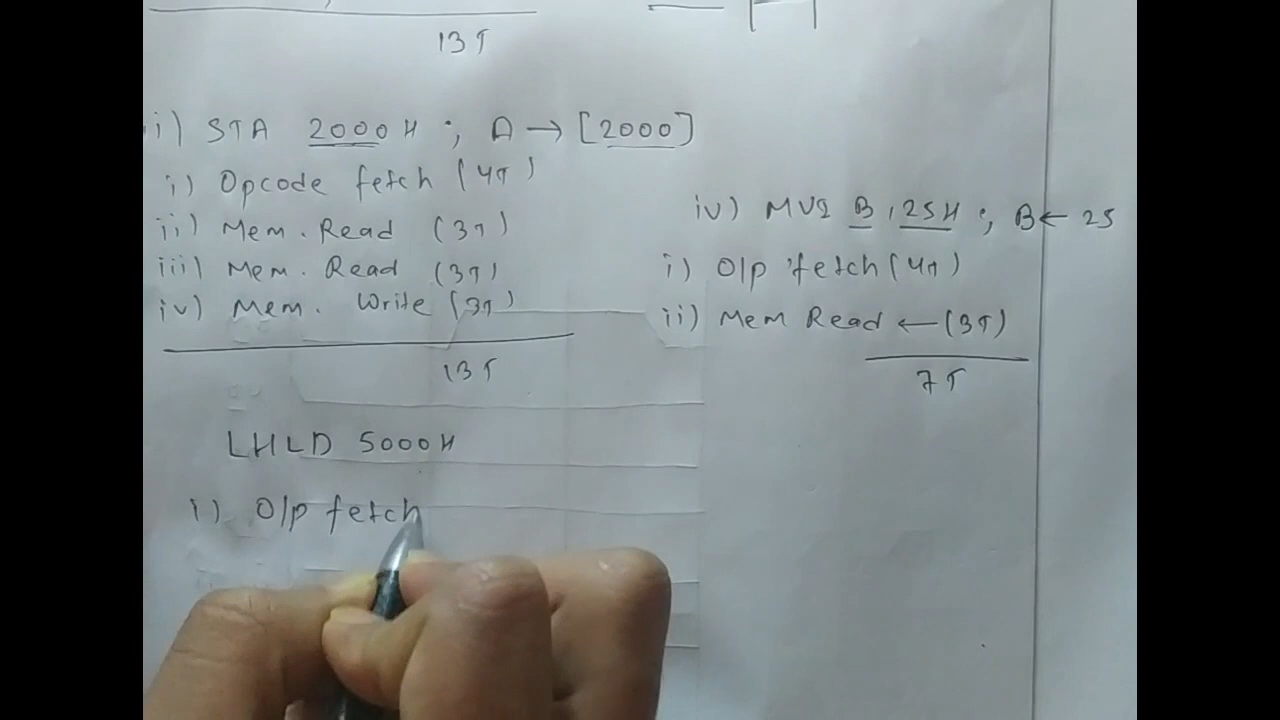 13T
i) STA 2000H ; A → [2000]
i) Opcode fetch (4T)
ii) Mem. Read (3T)
iii) Mem. Read (3T)
iv) Mem. Write (3T)
13T
LHLD 5000H
i) O/p fetch
iv) MVI B, 25H ; B ← 25
i) O/p fetch (4T)
ii) Mem Read ← (3T)
7T